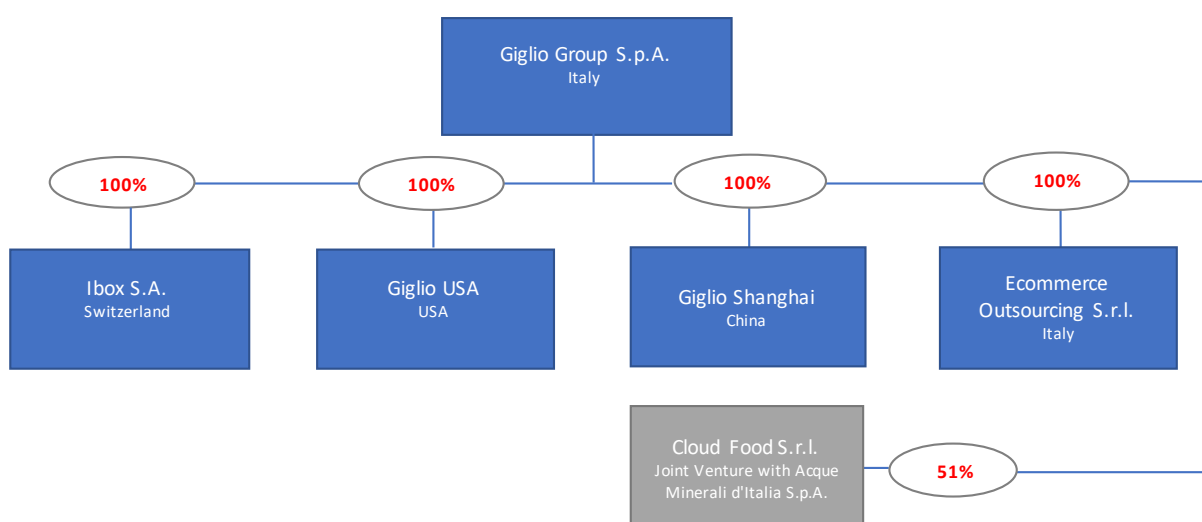 Giglio Group S.p.A.
Italy
100%
100%
100%
100%
Ibox S.A.
Switzerland
Giglio USA
USA
Giglio Shanghai
China
Ecommerce
Outsourcing S.r.l.
Italy
Cloud Food S.r.l.
Joint Venture with Acque
Minerali d'Italia S.p.A.
51%